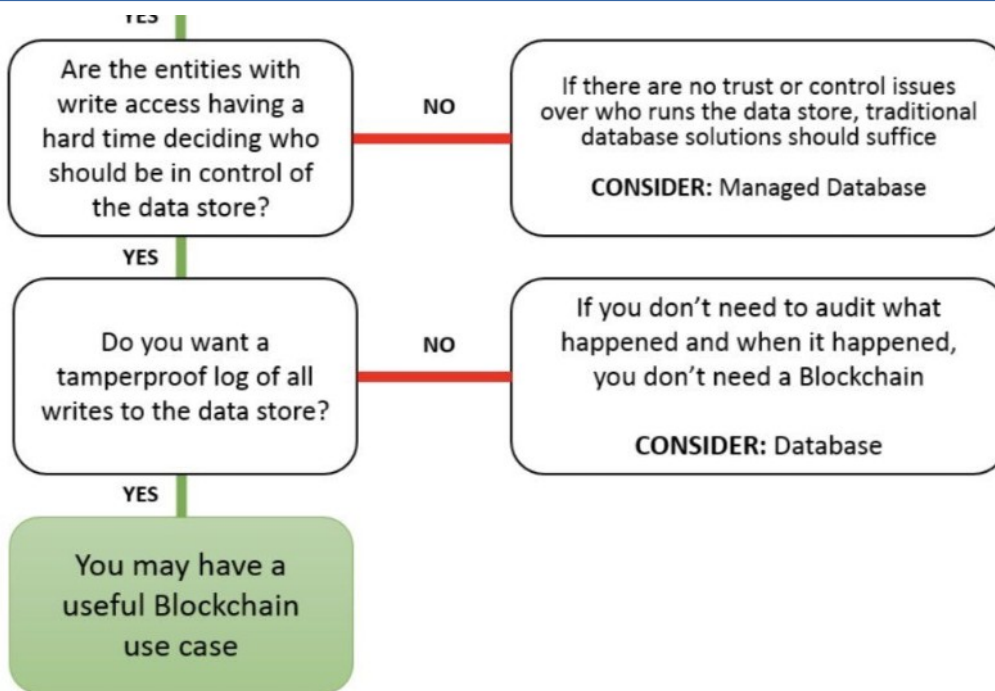 YES
Are the entities with
write access having a
hard time deciding who
should be in control of
the data store?
NO
If there are no trust or control issues
over who runs the data store, traditional
database solutions should suffice
CONSIDER: Managed Database
YES
Do you want a
tamperproof log of all
writes to the data store?
NO
If you don’t need to audit what
happened and when it happened,
you don’t need a Blockchain
CONSIDER: Database
YES
You may have a
useful Blockchain
use case